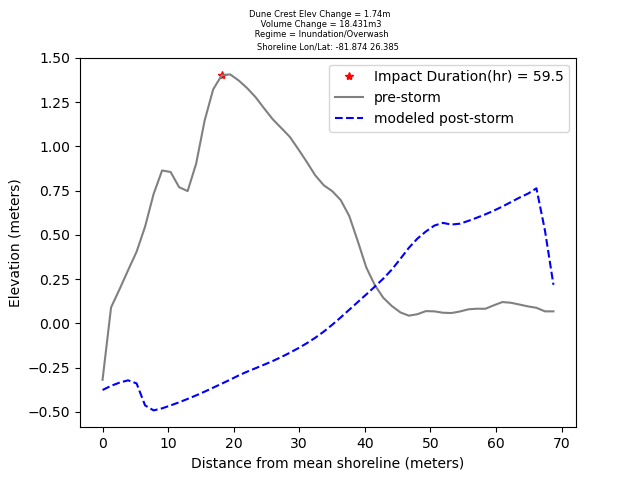 Dune Crest Elev Change = 1.74m
Volume Change = 18.431m3
Regime = Inundation/Overwash
Shoreline Lon/Lat: -81.874 26.385
Impact Duration(hr) = 59.5
pre-storm
modeled post-storm
1.50
1.25
1.00
0.75
0.50
0.25
0.00
−0.25
−0.50
Elevation (meters)
0 10 20 30 40 50 60 70
Distance from mean shoreline (meters)